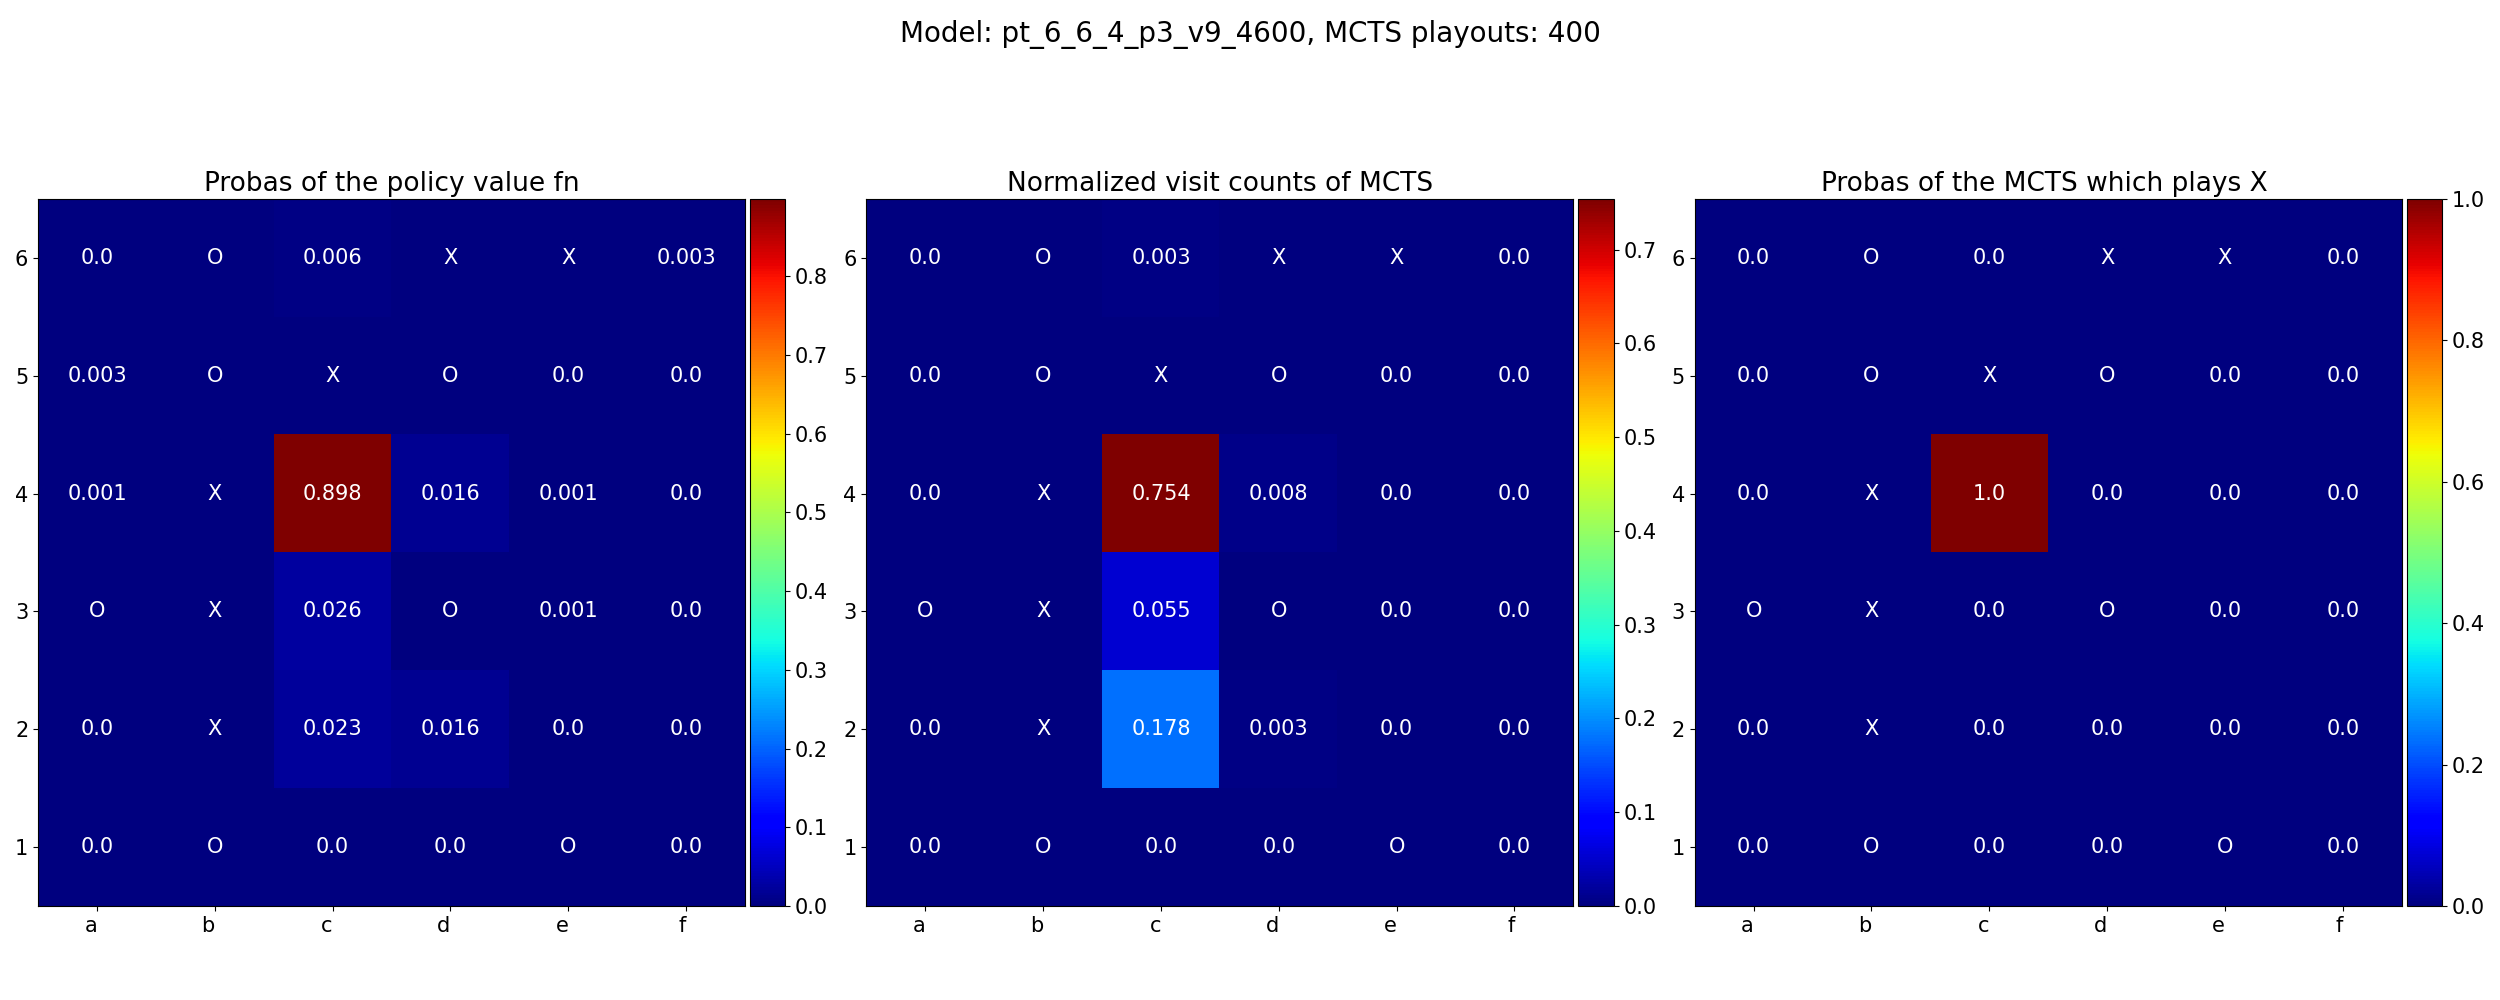 Model: pt_6_6_4_p3_v9_4600, MCTS playouts: 400
Probas of the policy value fn
6 0.0 O 0.006 X X 0.003
5 0.003 O X O 0.0 0.0
4 0.001 X 0.898 0.016 0.001 0.0
3 O X 0.026 O 0.001 0.0
2 0.0 X 0.023 0.016 0.0 0.0
1 0.0 O 0.0 0.0 O 0.0
a b c d e f
0.8
0.7
0.6
0.5
0.4
0.3
0.2
0.1
0.0
Normalized visit counts of MCTS
6 0.0 O 0.003 X X 0.0
5 0.0 O X O 0.0 0.0
4 0.0 X 0.754 0.008 0.0 0.0
3 O X 0.055 O 0.0 0.0
2 0.0 X 0.178 0.003 0.0 0.0
1 0.0 O 0.0 0.0 O 0.0
a b c d e f
0.7
0.6
0.5
0.4
0.3
0.2
0.1
0.0
Probas of the MCTS which plays X
6 0.0 O 0.0 X X 0.0
5 0.0 O X O 0.0 0.0
4 0.0 X 1.0 0.0 0.0 0.0
3 O X 0.0 O 0.0 0.0
2 0.0 X 0.0 0.0 0.0 0.0
1 0.0 O 0.0 0.0 O 0.0
a b c d e f
1.0
0.8
0.6
0.4
0.2
0.0